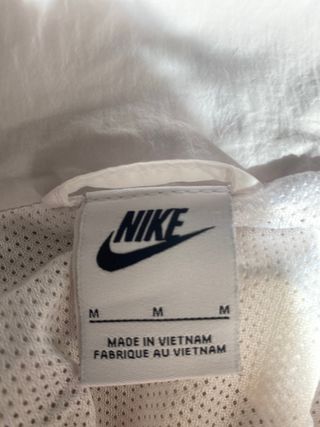 NIKE
M M M
MADE IN VIETNAM
FABRIQUE AU VIETNAM